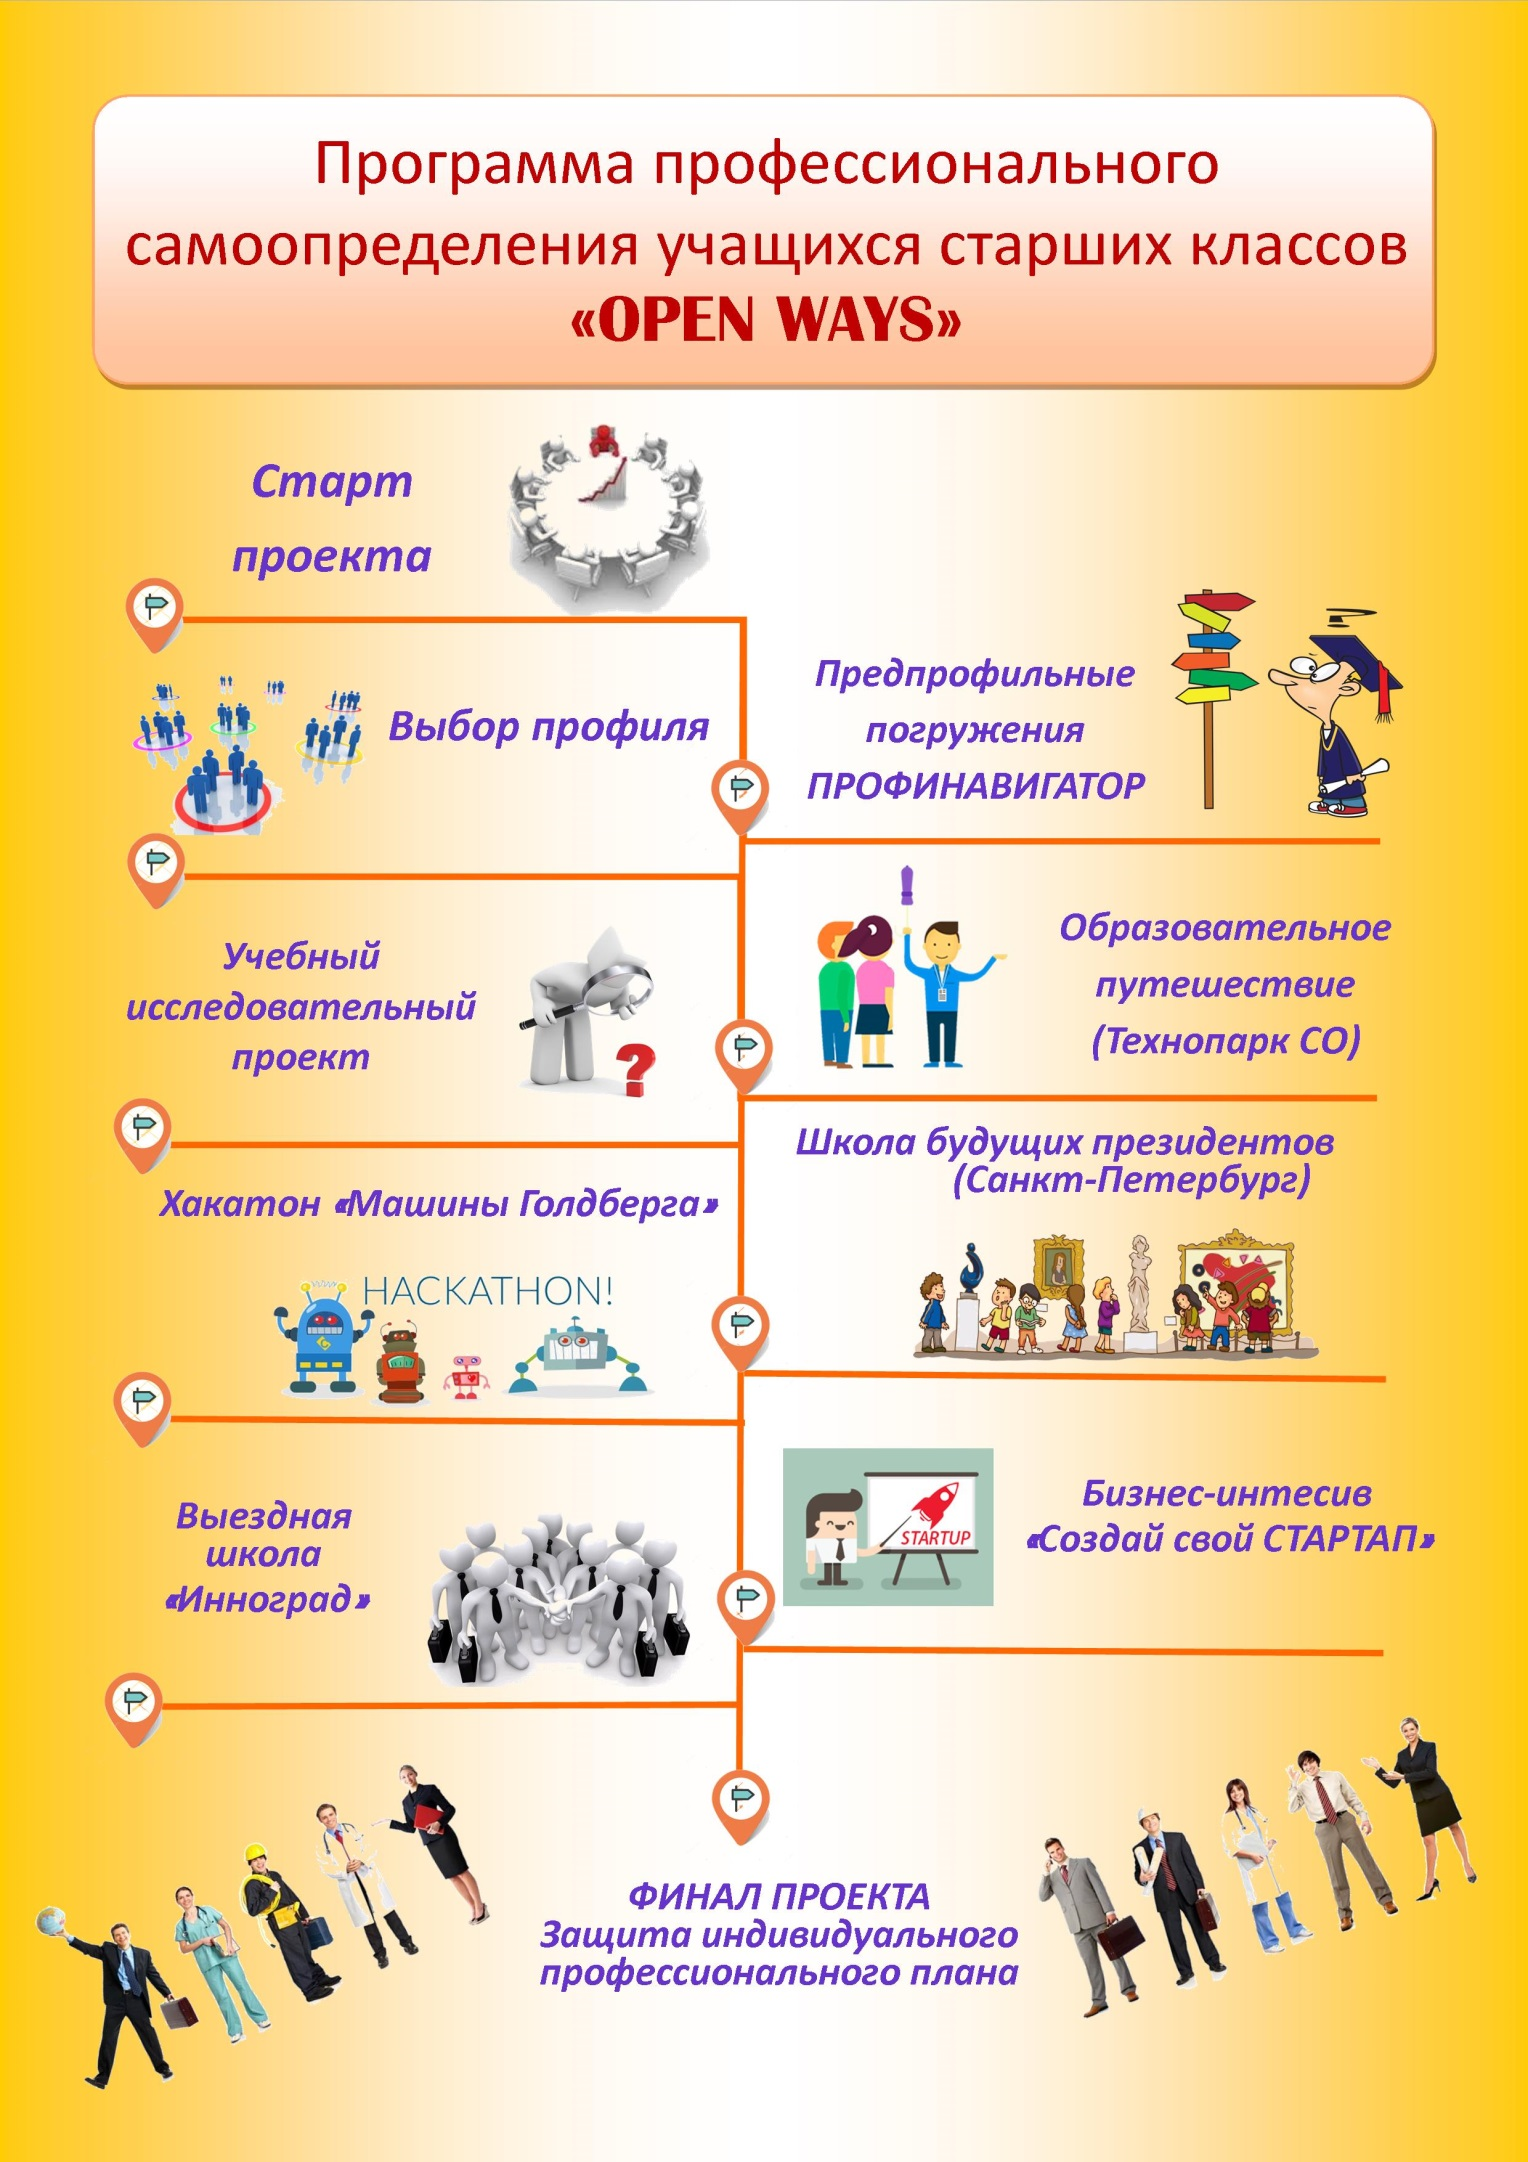 Программа профессионального
самоопределения учащихся старших классов
«OPEN WAYS»
Старт
проекта
Предпрофильные
погружения
ПРОФИНАВИГАТОР
Выбор профиля
Образовательное
путешествие
(Технопарк СО)
Учебный
исследовательный
проект
Школа будущих президентов
(Санкт-Петербург)
Хакатон «Машины Голдберга»
HACKATHON!
Бизнес-интесив
«Создай свой СТАРТАП»
STARTUP
Выездная
школа
«Инноград»
ФИНАЛ ПРОЕКТА
Защита индивидуального
профессионального плана